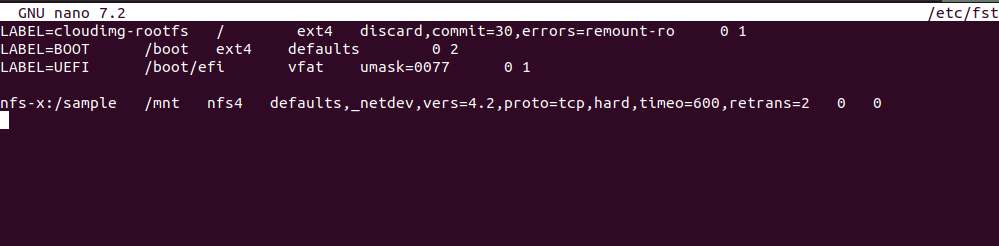 GNU nano 7.2 /etc/fst
LABEL=cloudimg-rootfs / ext4 discard,commit=30,errors=remount-ro 0 1
LABEL=BOOT /boot ext4 defaults 0 2
LABEL=UEFI /boot/efi vfat umask=0077 0 1
nfs-x:/sample /mnt nfs4 defaults,_netdev,vers=4.2,proto=tcp,hard,timeo=600,retrans=2 0 0